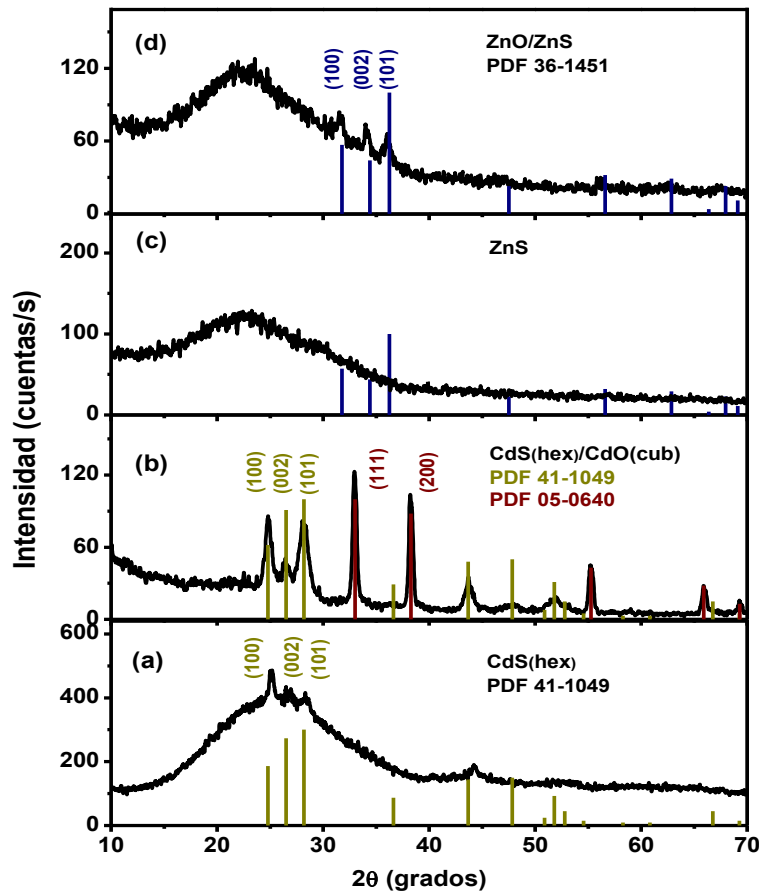 Intensidad (cuentas/s)
(d)
ZnO/ZnS
PDF 36-1451
(100)
(002)
(101)
120
60
0
(c)
ZnS
200
100
0
(b)
CdS(hex)/CdO(cub)
PDF 41-1049
PDF 05-0640
(100)
(002)
(101)
(111)
(200)
120
60
0
(a)
CdS(hex)
PDF 41-1049
(100)
(002)
(101)
600
400
200
0
10 20 30 40 50 60 70
2θ (grados)